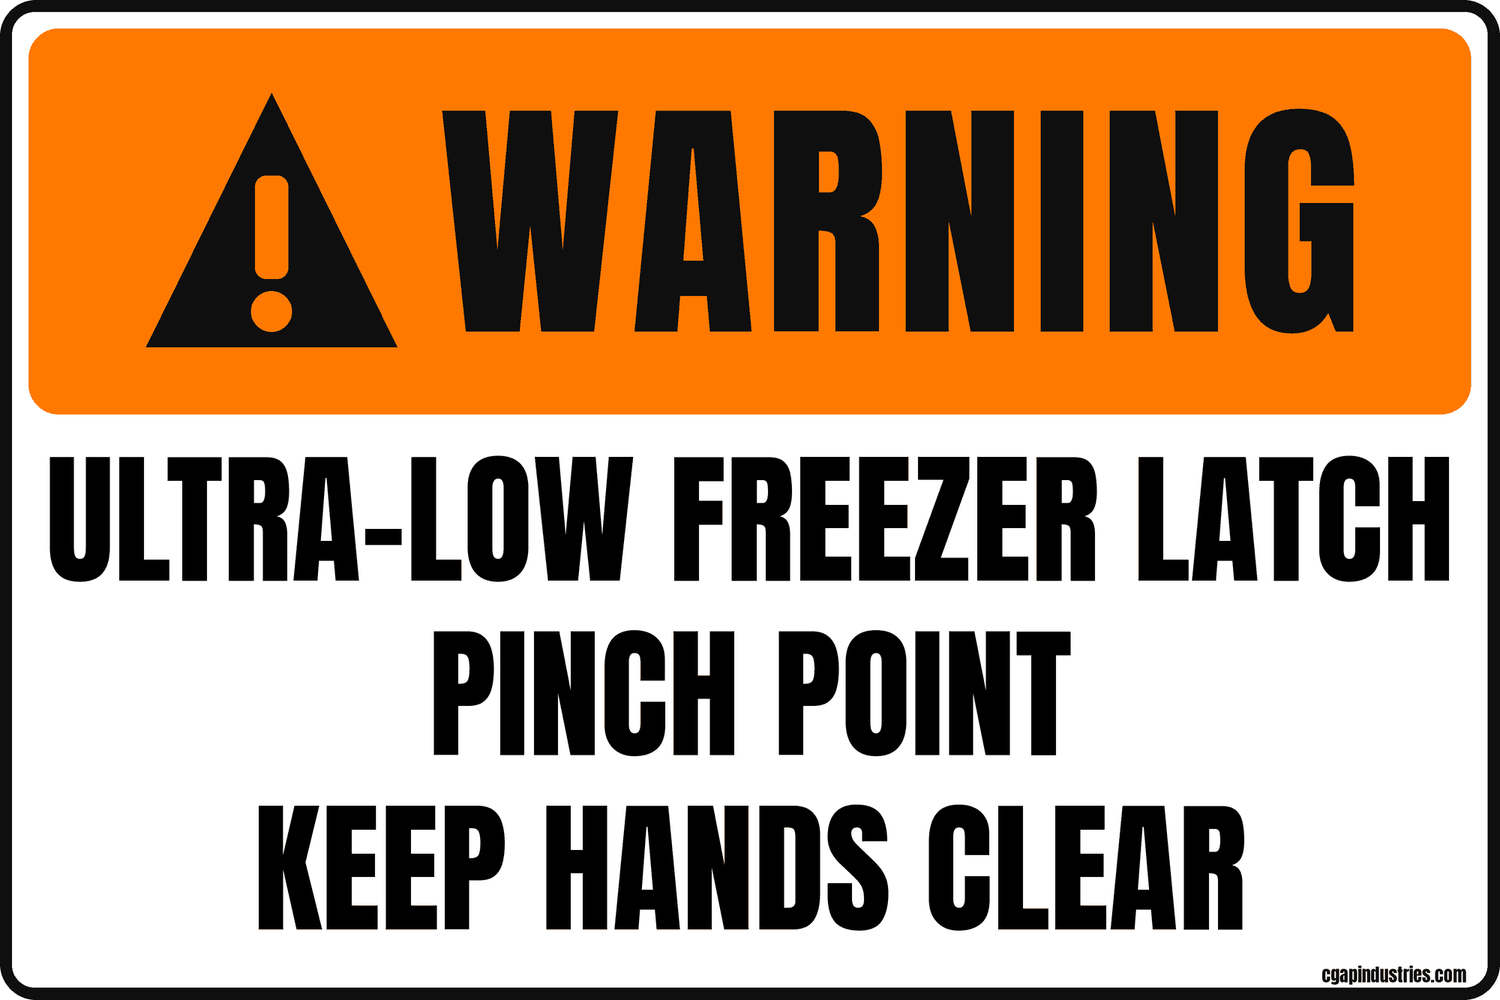 WARNING
ULTRA-LOW FREEZER LATCH
PINCH POINT
KEEP HANDS CLEAR
cgapindustries.com